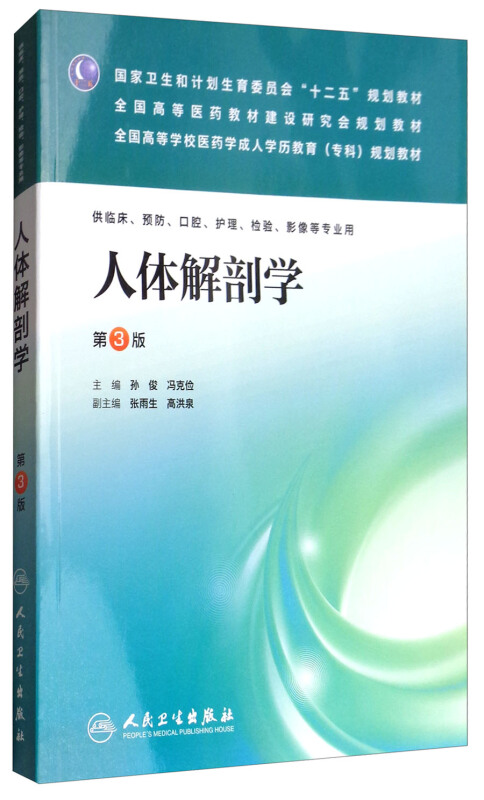 国家卫生和计划生育委员会“十二五”规划教材
全国高等医药教材建设研究会规划教材
全国高等学校医药学成人学历教育（专科）规划教材
供临床、预防、口腔、护理、检验、影像等专业用
人体解剖学
第3版
主编 孙俊 冯克俭
副主编 张雨生 高洪泉
人民卫生出版社
PEOPLE'S MEDICAL PUBLISHING HOUSE
人体解剖学
第3版
人民卫生出版社